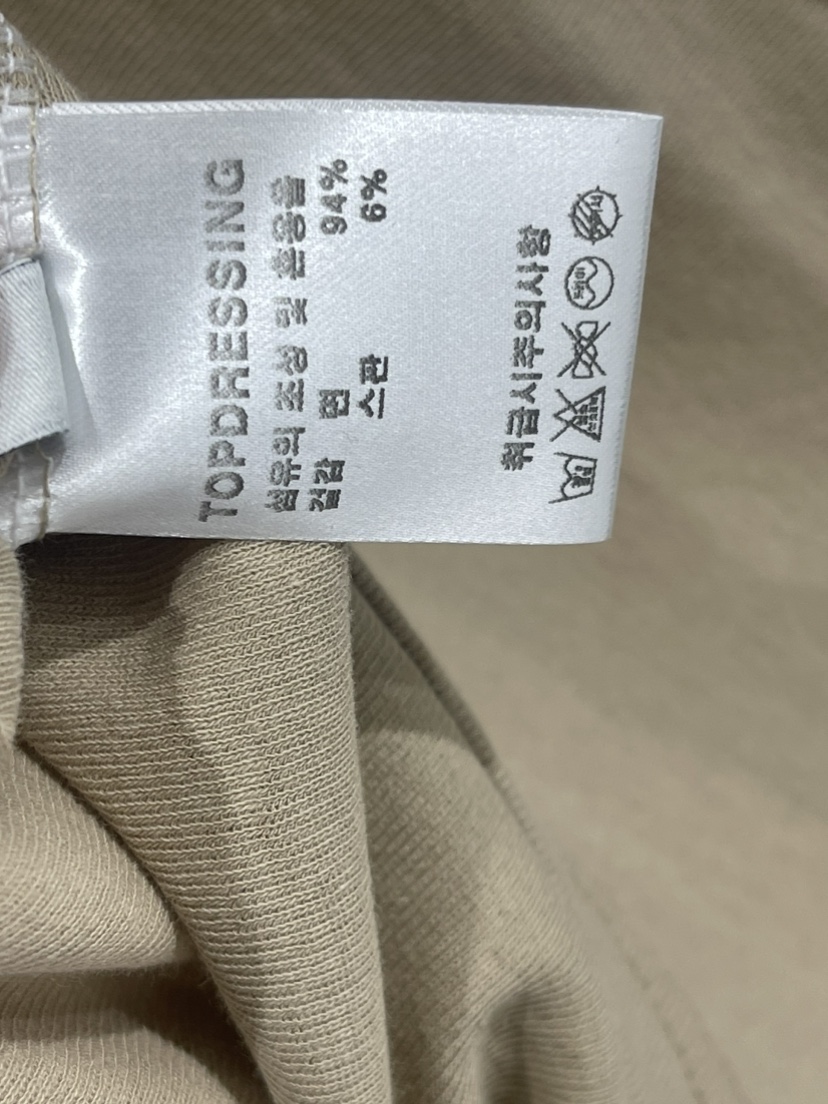 TOPDRESSING
섬유의 조성 및 혼용율
겉감 면 94%
스판 6%
취급시주의사항